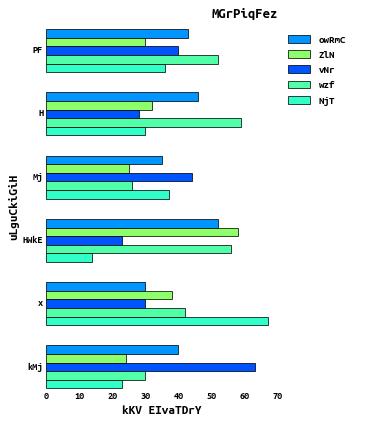 MGrPiqFez
owRmC
ZlN
vNr
wzf
NjT
uLguCkiGiH
PF
H
Mj
HWkE
x
kMj
0 10 20 30 40 50 60 70
kKV EIvaTDrY